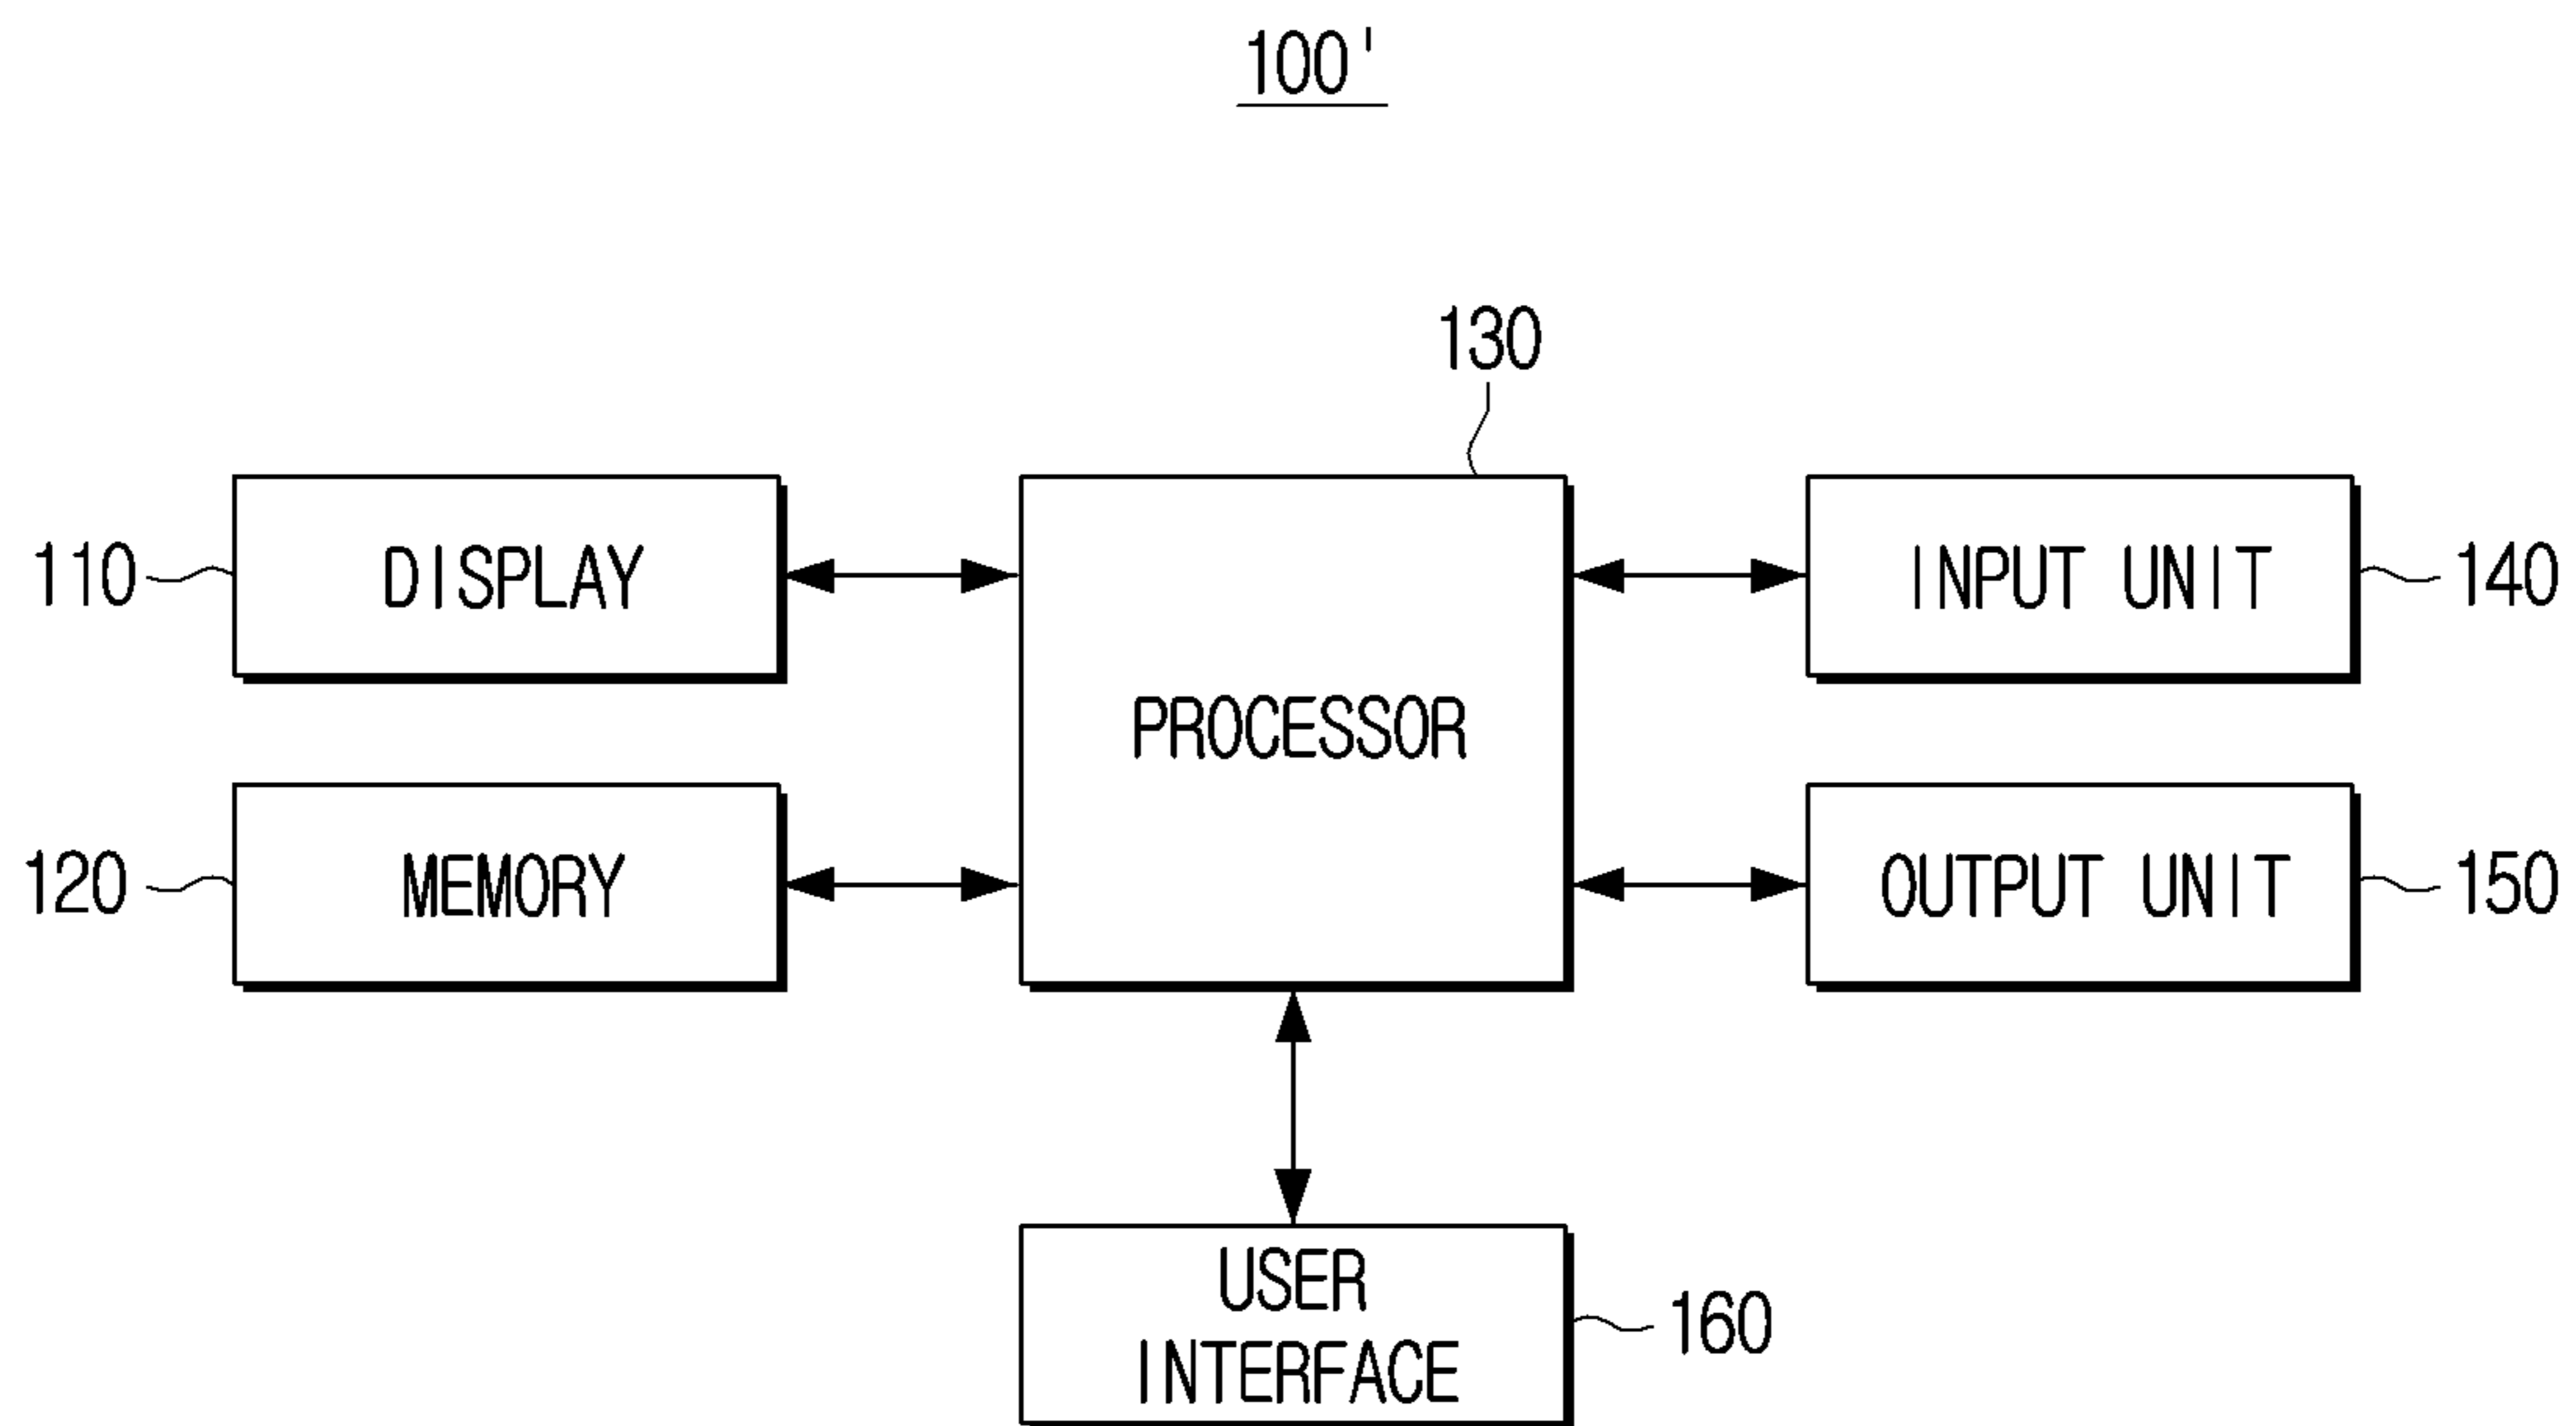 100'
130
110
DISPLAY
INPUT UNIT
140
PROCESSOR
120
MEMORY
OUTPUT UNIT
150
USER
INTERFACE
160